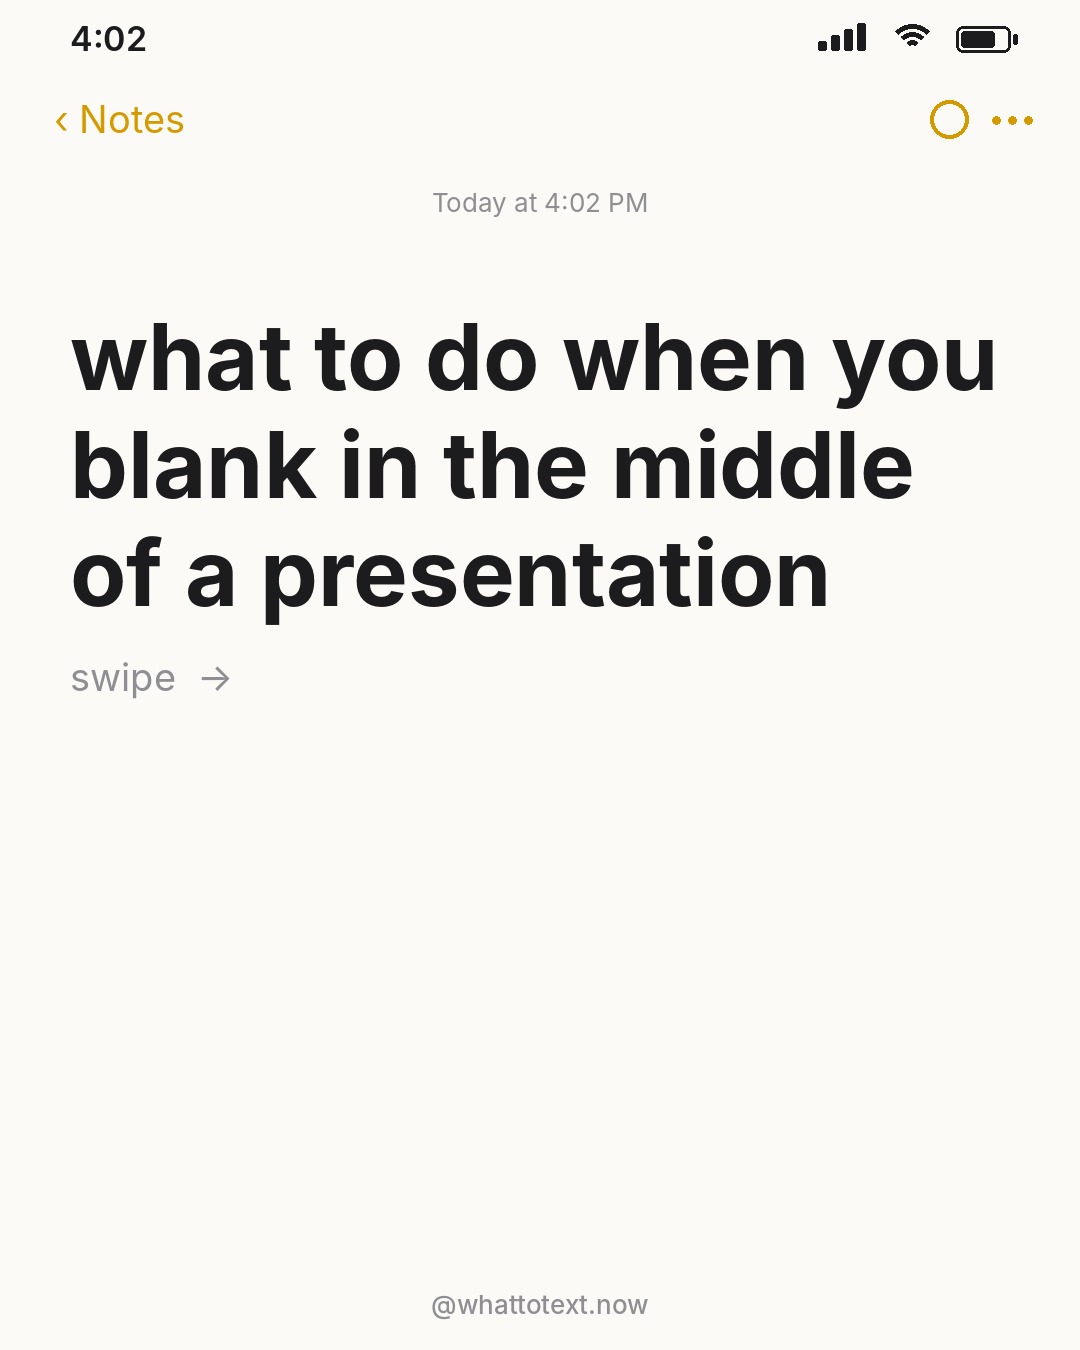 4:02
‹ Notes
Today at 4:02 PM
what to do when you
blank in the middle
of a presentation
swipe →
@whattotext.now